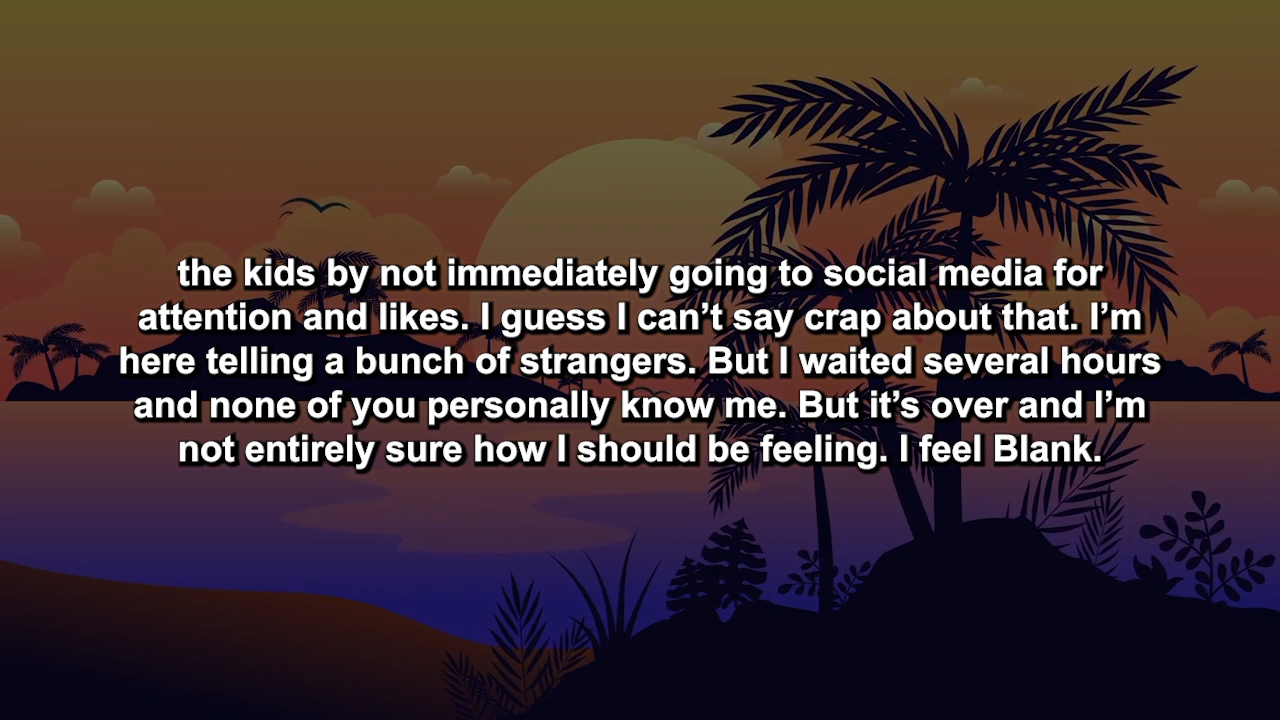 the kids by not immediately going to social media for
attention and likes. I guess I can’t say crap about that. I’m
here telling a bunch of strangers. But I waited several hours
and none of you personally know me. But it’s over and I’m
not entirely sure how I should be feeling. I feel Blank.